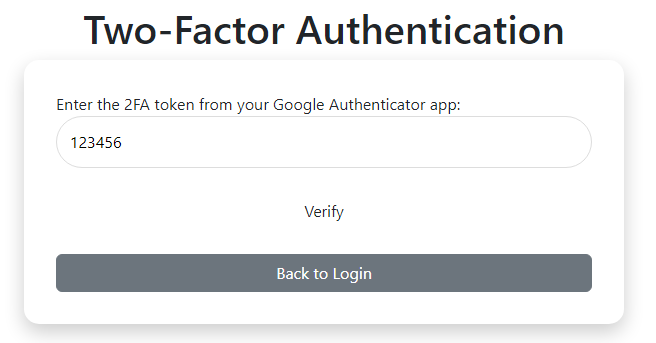 Two-Factor Authentication
Enter the 2FA token from your Google Authenticator app:
123456
Verify
Back to Login